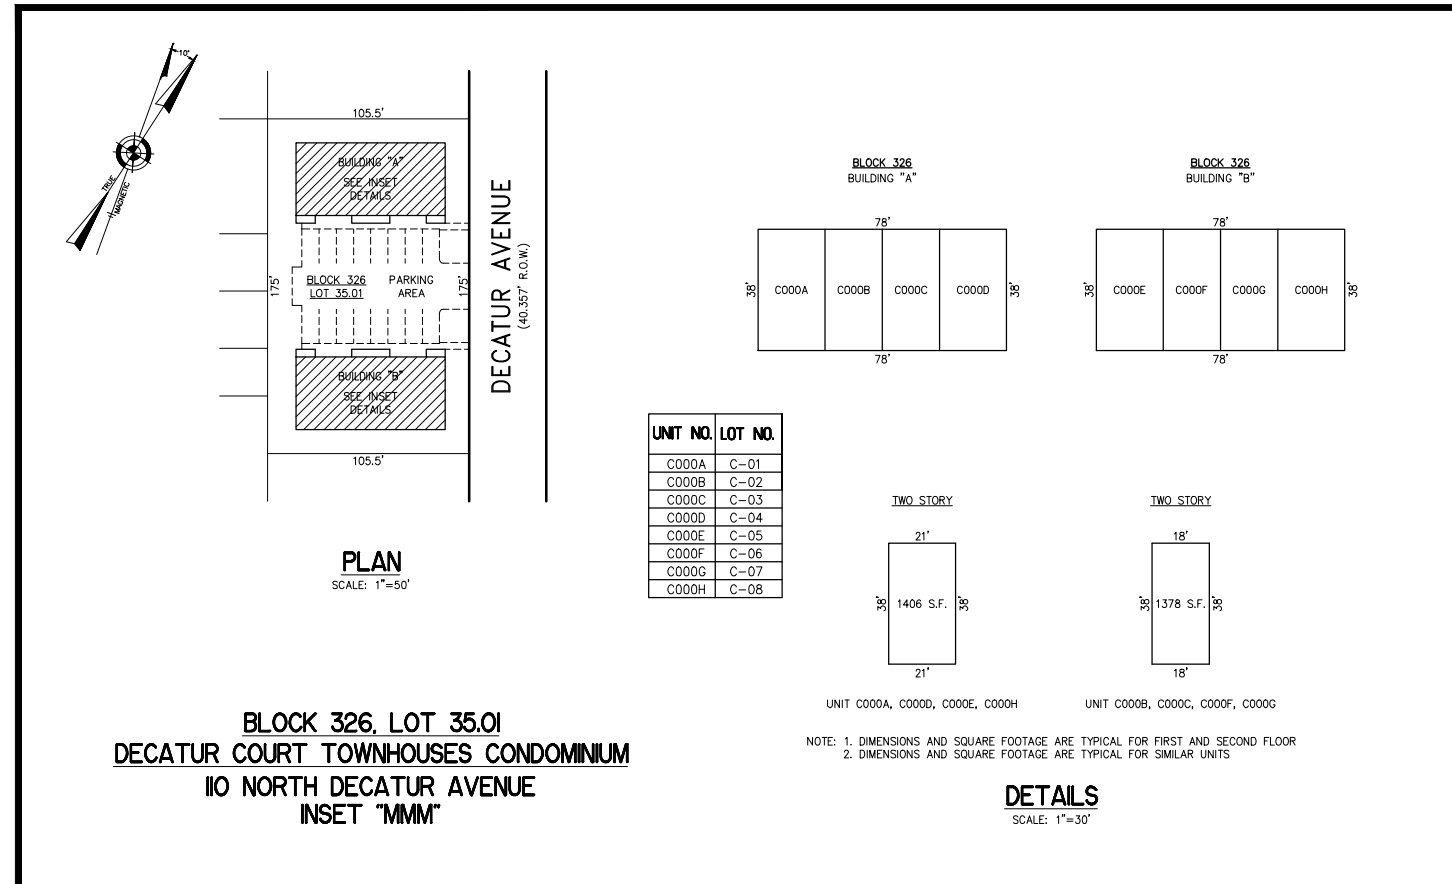 10°
TRUE
MAGNETIC
105.5'
BUILDING "A"
SEE INSET
DETAILS
175'
BLOCK 326
LOT 35.01
PARKING
AREA
175'
BUILDING "B"
SEE INSET
DETAILS
105.5'
DECATUR AVENUE
(40.357' R.O.W.)
PLAN
SCALE: 1"=50'
BLOCK 326
BUILDING "A"
78'
38'
C000A C000B C000C C000D
38'
78'
BLOCK 326
BUILDING "B"
78'
38'
C000E C000F C000G C000H
38'
78'
UNIT NO. LOT NO.
C000A C-01
C000B C-02
C000C C-03
C000D C-04
C000E C-05
C000F C-06
C000G C-07
C000H C-08
TWO STORY
21'
38' 1406 S.F. 38'
21'
UNIT C000A, C000D, C000E, C000H
TWO STORY
18'
38' 1378 S.F. 38'
18'
UNIT C000B, C000C, C000F, C000G
NOTE: 1. DIMENSIONS AND SQUARE FOOTAGE ARE TYPICAL FOR FIRST AND SECOND FLOOR
2. DIMENSIONS AND SQUARE FOOTAGE ARE TYPICAL FOR SIMILAR UNITS
DETAILS
SCALE: 1"=30'
BLOCK 326, LOT 35.01
DECATUR COURT TOWNHOUSES CONDOMINIUM
110 NORTH DECATUR AVENUE
INSET "MMM"